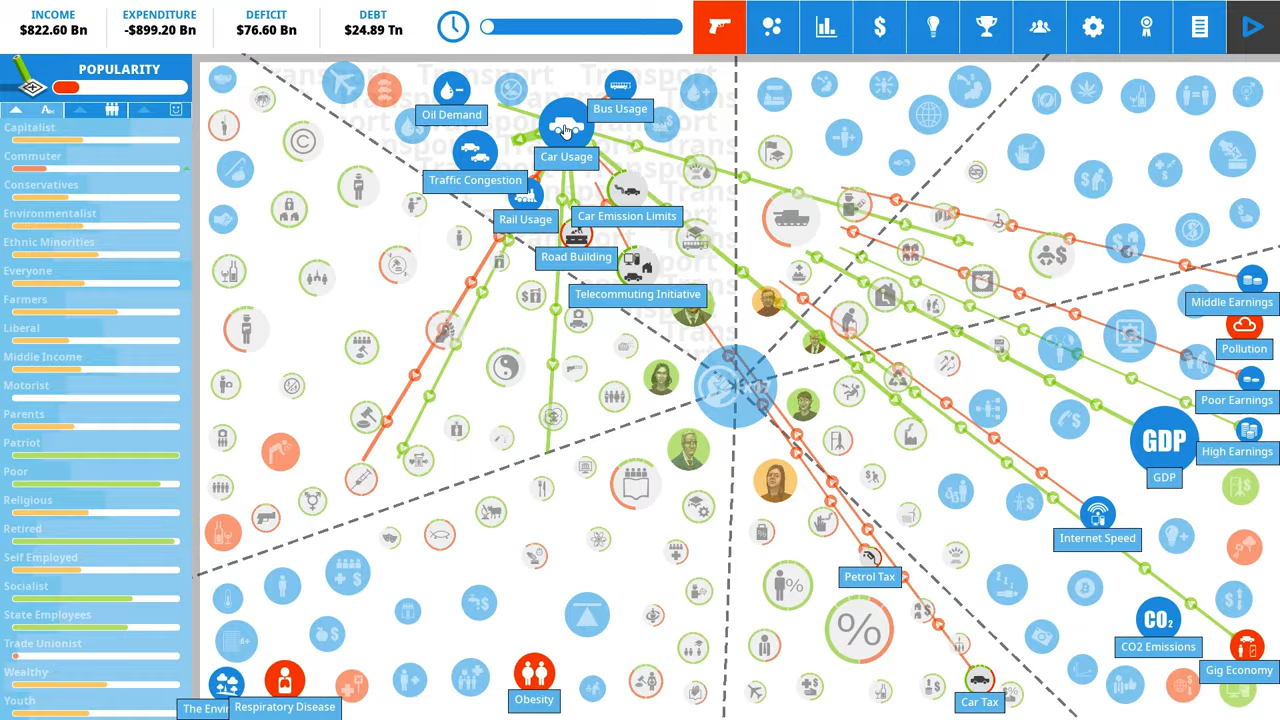 INCOME
$822.60 Bn
EXPENDITURE
-$899.20 Bn
DEFICIT
$76.60 Bn
DEBT
$24.89 Tn
POPULARITY
Capitalist
Commuter
Conservatives
Environmentalist
Ethnic Minorities
Everyone
Farmers
Liberal
Middle Income
Motorist
Parents
Patriot
Poor
Religious
Retired
Self Employed
Socialist
State Employees
Trade Unionist
Wealthy
Youth
Transport
Oil Demand
Bus Usage
Car Usage
Traffic Congestion
Rail Usage
Car Emission Limits
Road Building
Telecommuting Initiative
Middle Earnings
Pollution
Poor Earnings
High Earnings
GDP
GDP
Internet Speed
Petrol Tax
CO₂
CO2 Emissions
Gig Economy
Car Tax
Obesity
Respiratory Disease
The Envir